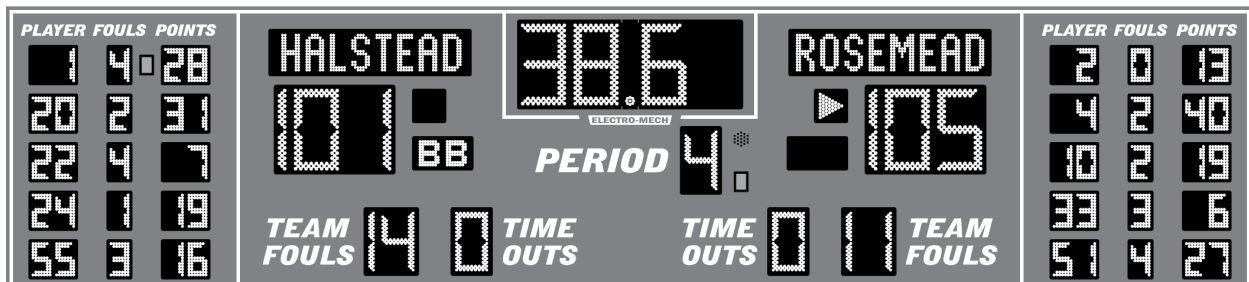 PLAYER FOULS POINTS
1 4 28
20 2 31
22 4 7
24 1 19
55 3 16
HALSTEAD
101
BB
38.6
ELECTRO-MECH
PERIOD 4
ROSEMEAD
105
TEAM FOULS 14
0 TIME OUTS
TIME OUTS 0
11 TEAM FOULS
PLAYER FOULS POINTS
2 0 13
4 2 40
10 2 19
33 3 6
51 4 27